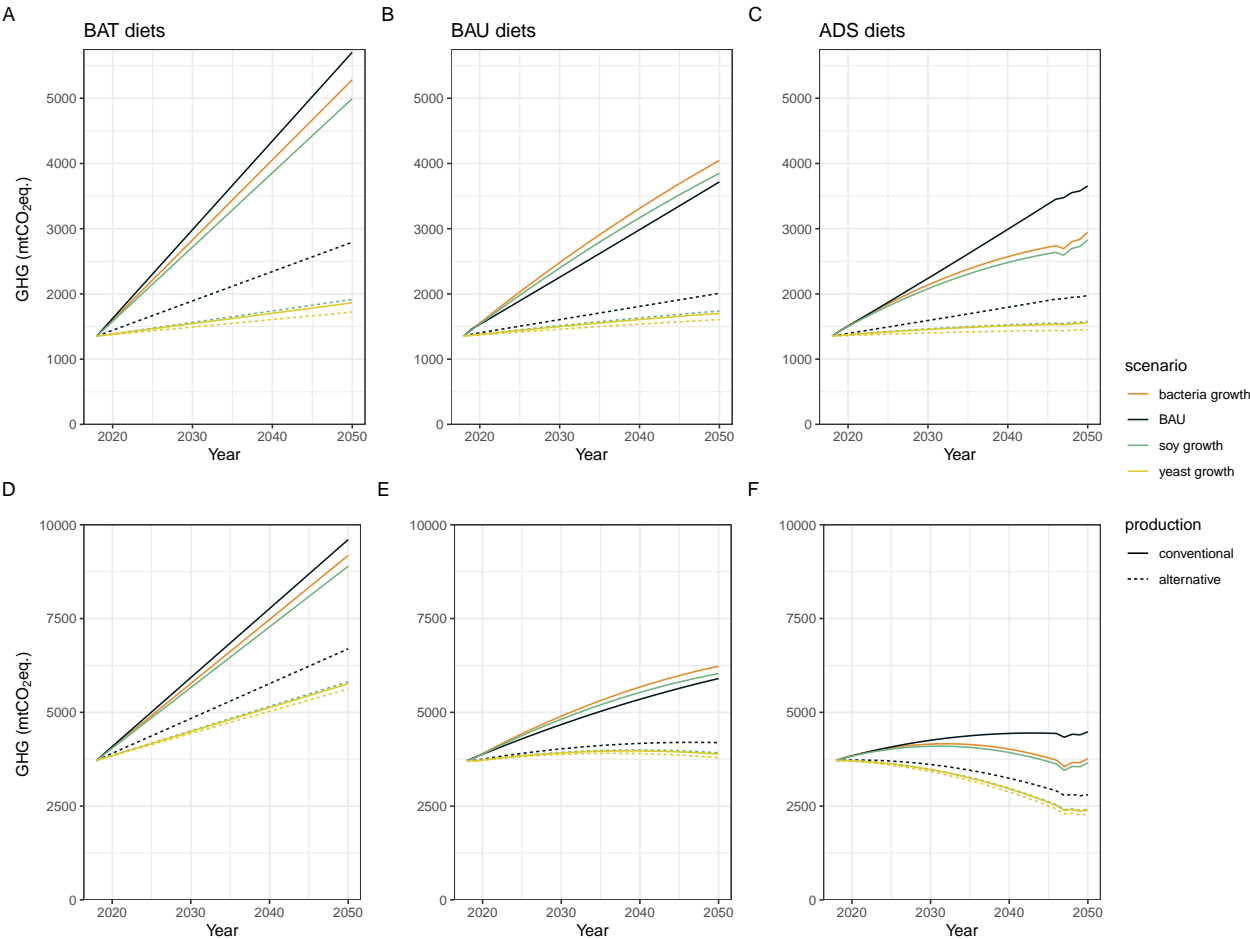 A
BAT diets
B
BAU diets
C
ADS diets
GHG (mtCO₂eq.)
5000
4000
3000
2000
1000
0
5000
4000
3000
2000
1000
0
5000
4000
3000
2000
1000
0
2020 2030 2040 2050
2020 2030 2040 2050
2020 2030 2040 2050
Year
Year
Year
scenario
bacteria growth
BAU
soy growth
yeast growth
D
E
F
GHG (mtCO₂eq.)
10000
7500
5000
2500
0
10000
7500
5000
2500
0
10000
7500
5000
2500
0
2020 2030 2040 2050
2020 2030 2040 2050
2020 2030 2040 2050
Year
Year
Year
production
conventional
alternative